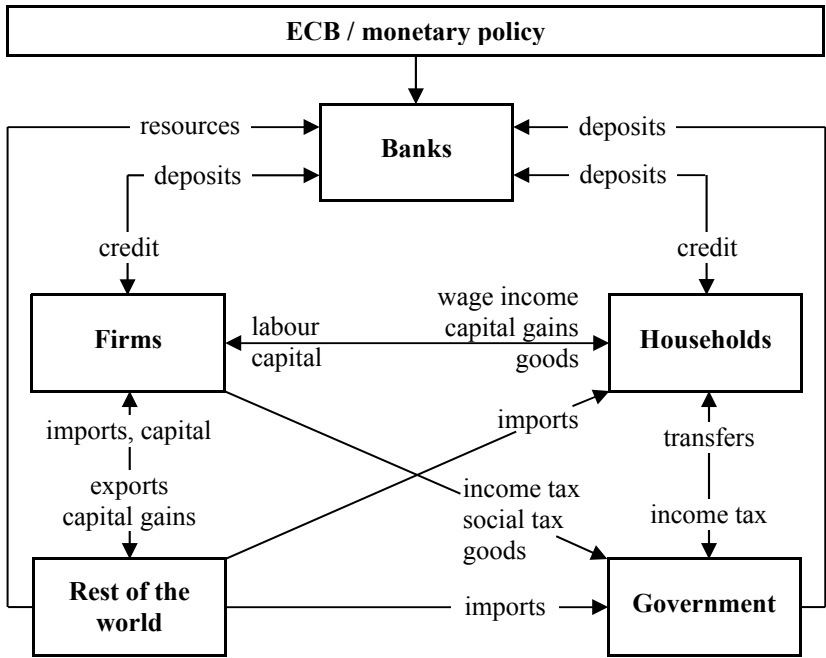 ECB / monetary policy
resources
deposits
Banks
deposits
deposits
credit
credit
Firms
labour
capital
wage income
capital gains
goods
Households
imports, capital
imports
transfers
exports
capital gains
income tax
social tax
goods
income tax
Rest of the
world
imports
Government